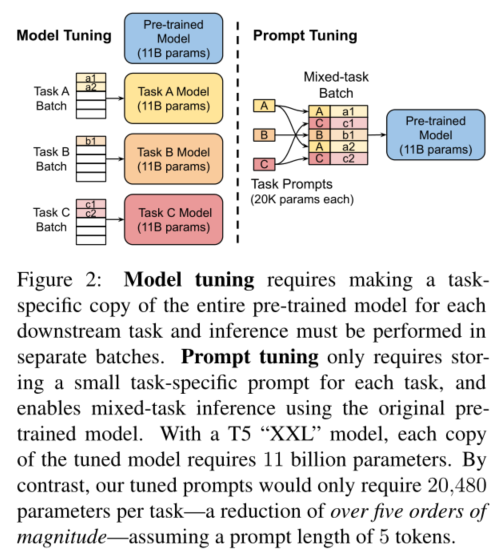 Model Tuning
Pre-trained
Model
(11B params)
Task A
Batch
a1
a2
Task A Model
(11B params)
Task B
Batch
b1
Task B Model
(11B params)
Task C
Batch
c1
c2
Task C Model
(11B params)
Prompt Tuning
Mixed-task
Batch
A
B
C
A a1
C c1
B b1
A a2
C c2
Pre-trained
Model
(11B params)
Task Prompts
(20K params each)
Figure 2: Model tuning requires making a task-
specific copy of the entire pre-trained model for each
downstream task and inference must be performed in
separate batches. Prompt tuning only requires stor-
ing a small task-specific prompt for each task, and
enables mixed-task inference using the original pre-
trained model. With a T5 “XXL” model, each copy
of the tuned model requires 11 billion parameters. By
contrast, our tuned prompts would only require 20,480
parameters per task—a reduction of over five orders of
magnitude—assuming a prompt length of 5 tokens.